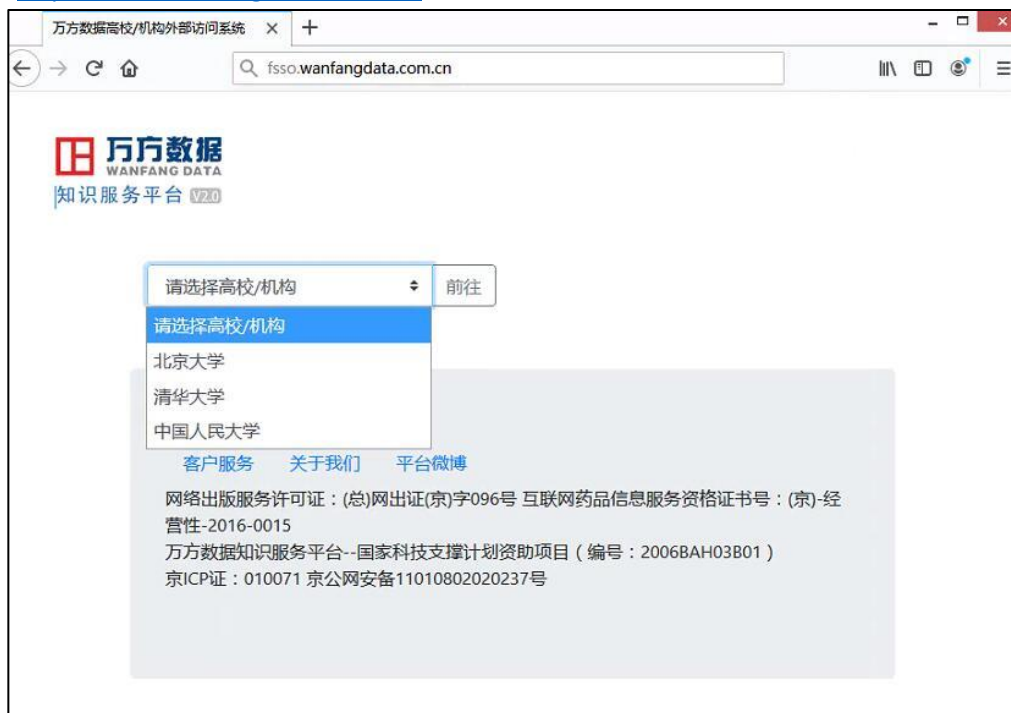 万方数据高校/机构外部访问系统
fsso.wanfangdata.com.cn
万方数据
WANFANG DATA
知识服务平台 V2.0
请选择高校/机构
前往
请选择高校/机构
北京大学
清华大学
中国人民大学
客户服务 关于我们 平台微博
网络出版服务许可证：(总)网出证(京)字096号 互联网药品信息服务资格证书号：(京)-经
营性-2016-0015
万方数据知识服务平台--国家科技支撑计划资助项目（编号：2006BAH03B01）
京ICP证：010071 京公网安备11010802020237号